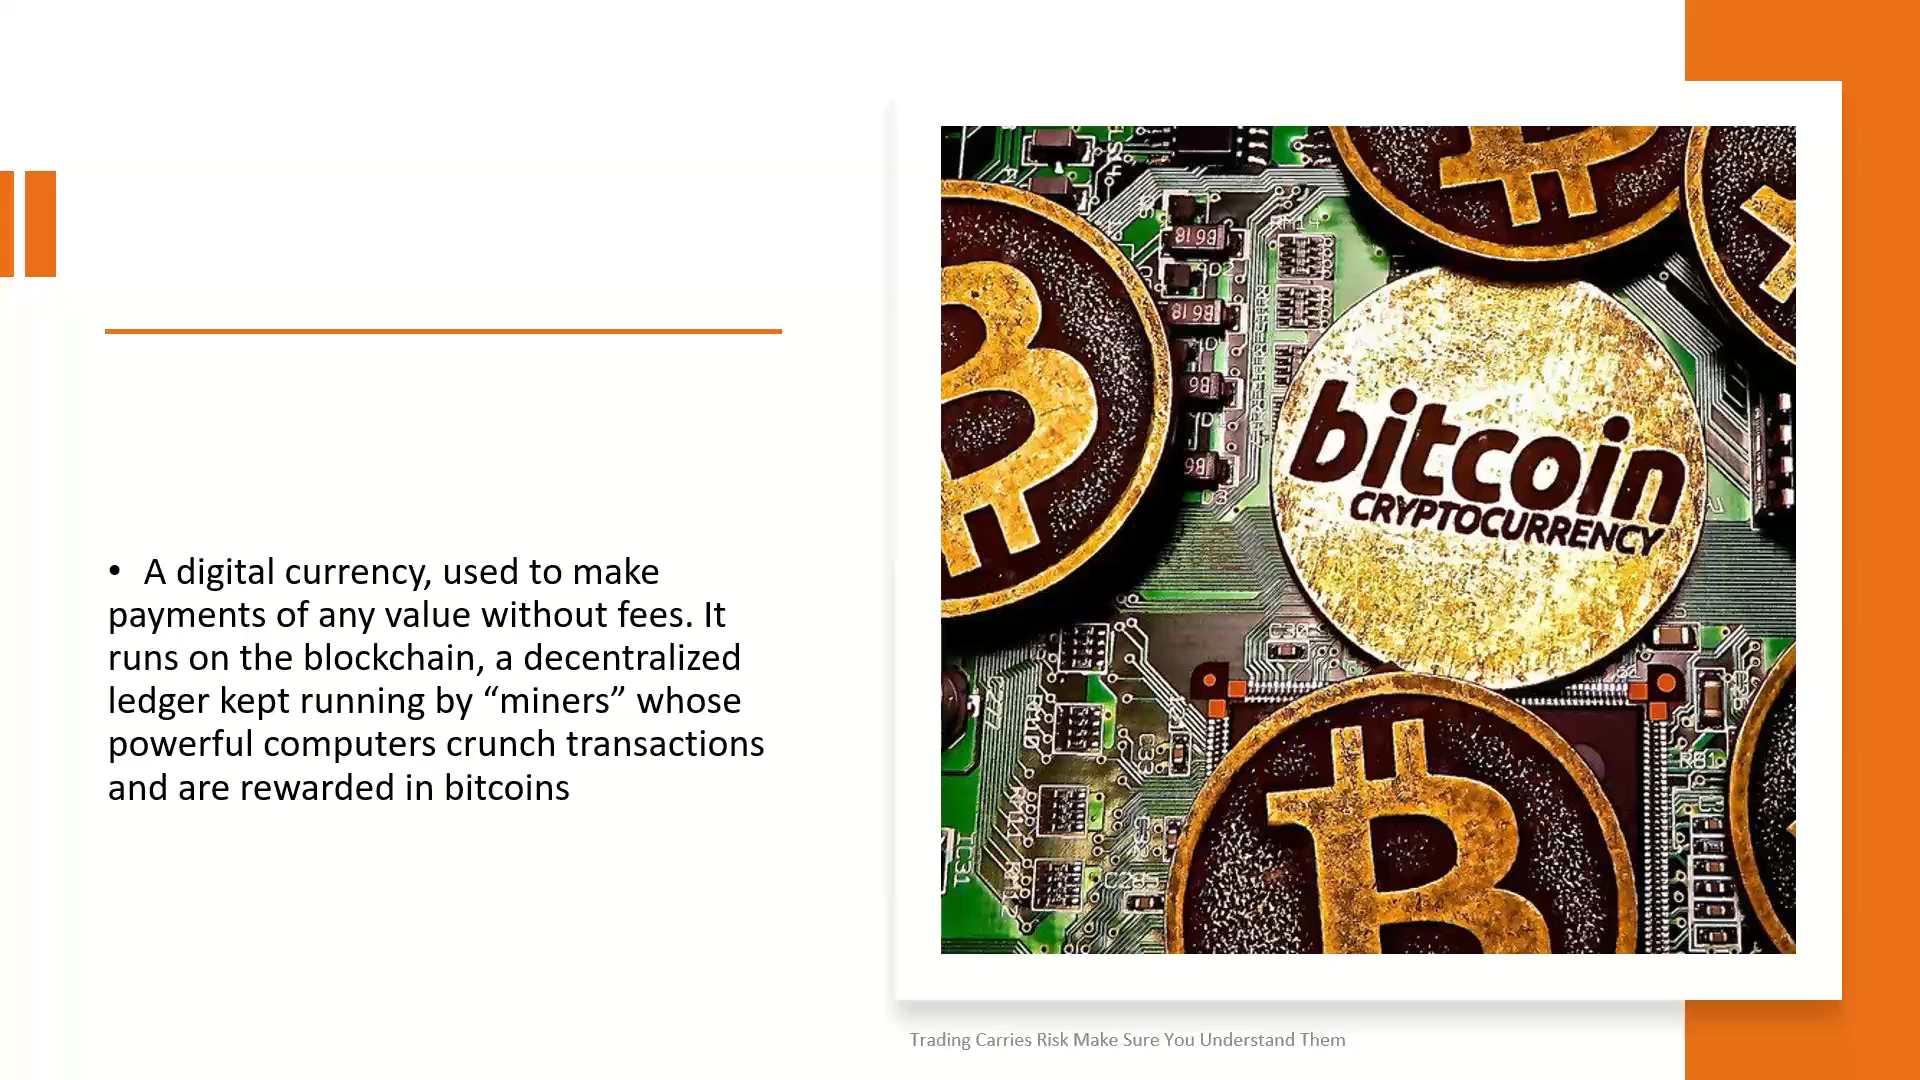 • A digital currency, used to make
payments of any value without fees. It
runs on the blockchain, a decentralized
ledger kept running by “miners” whose
powerful computers crunch transactions
and are rewarded in bitcoins
bitcoin
CRYPTOCURRENCY
Trading Carries Risk Make Sure You Understand Them